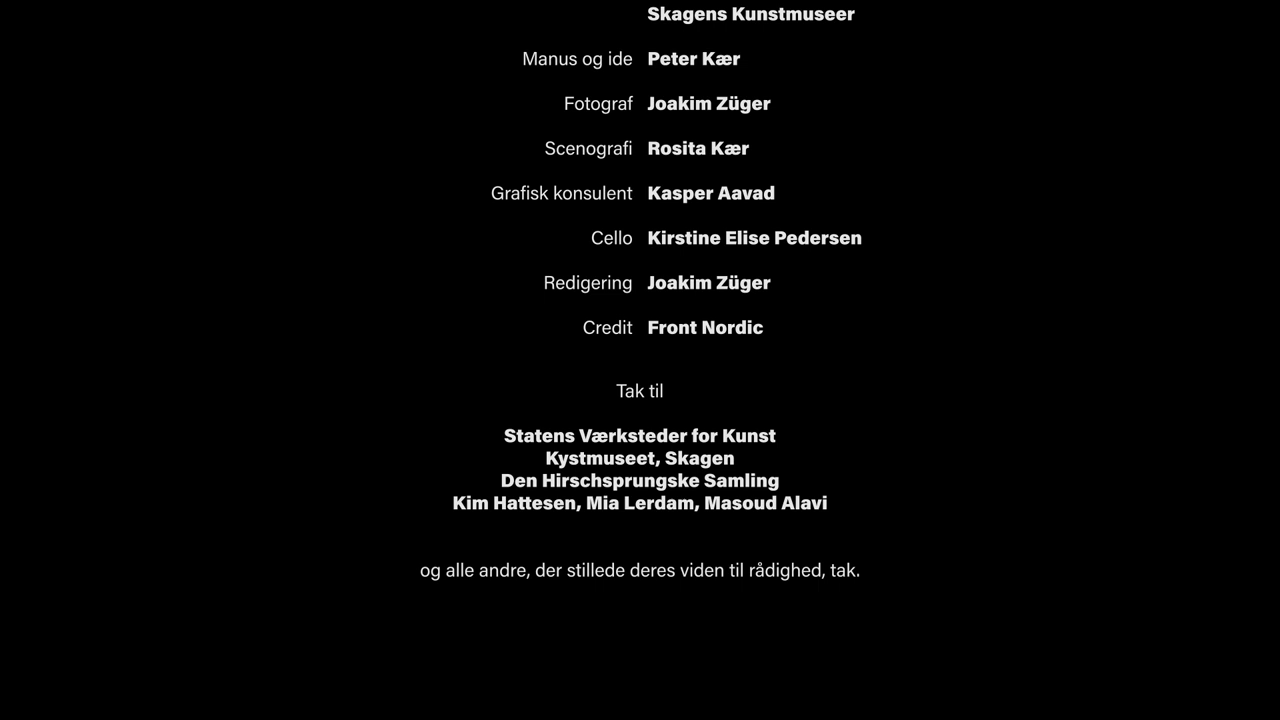 Skagens Kunstmuseer
Manus og ide Peter Kær
Fotograf Joakim Züger
Scenografi Rosita Kær
Grafisk konsulent Kasper Aavad
Cello Kirstine Elise Pedersen
Redigering Joakim Züger
Credit Front Nordic
Tak til
Statens Værksteder for Kunst
Kystmuseet, Skagen
Den Hirschsprungske Samling
Kim Hattesen, Mia Lerdam, Masoud Alavi
og alle andre, der stillede deres viden til rådighed, tak.